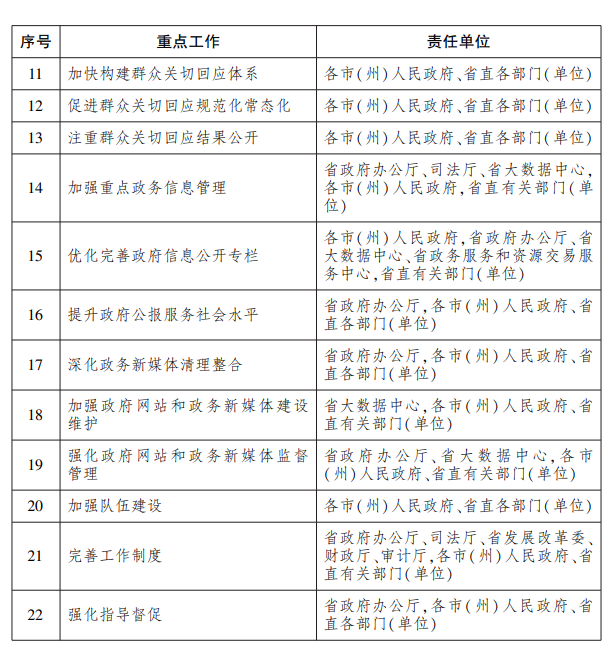 序号 重点工作 责任单位
11 加快构建群众关切回应体系 各市(州)人民政府、省直各部门(单位)
12 促进群众关切回应规范化常态化 各市(州)人民政府、省直各部门(单位)
13 注重群众关切回应结果公开 各市(州)人民政府、省直各部门(单位)
14 加强重点政务信息管理 省政府办公厅、司法厅、省大数据中心,
各市(州)人民政府,省直有关部门(单
位)
15 优化完善政府信息公开专栏 各市(州)人民政府,省政府办公厅、省
大数据中心、省政务服务和资源交易服
务中心,省直有关部门(单位)
16 提升政府公报服务社会水平 省政府办公厅,各市(州)人民政府、省
直各部门(单位)
17 深化政务新媒体清理整合 省政府办公厅,各市(州)人民政府、省
直各部门(单位)
18 加强政府网站和政务新媒体建设
维护
省大数据中心,各市(州)人民政府、省
直有关部门(单位)
19 强化政府网站和政务新媒体监督
管理
省政府办公厅、省大数据中心,各市
(州)人民政府、省直有关部门(单位)
20 加强队伍建设 各市(州)人民政府、省直各部门(单位)
21 完善工作制度 省政府办公厅、司法厅、省发展改革委、
财政厅、审计厅,各市(州)人民政府、省
直有关部门(单位)
22 强化指导督促 省政府办公厅,各市(州)人民政府、省
直各部门(单位)